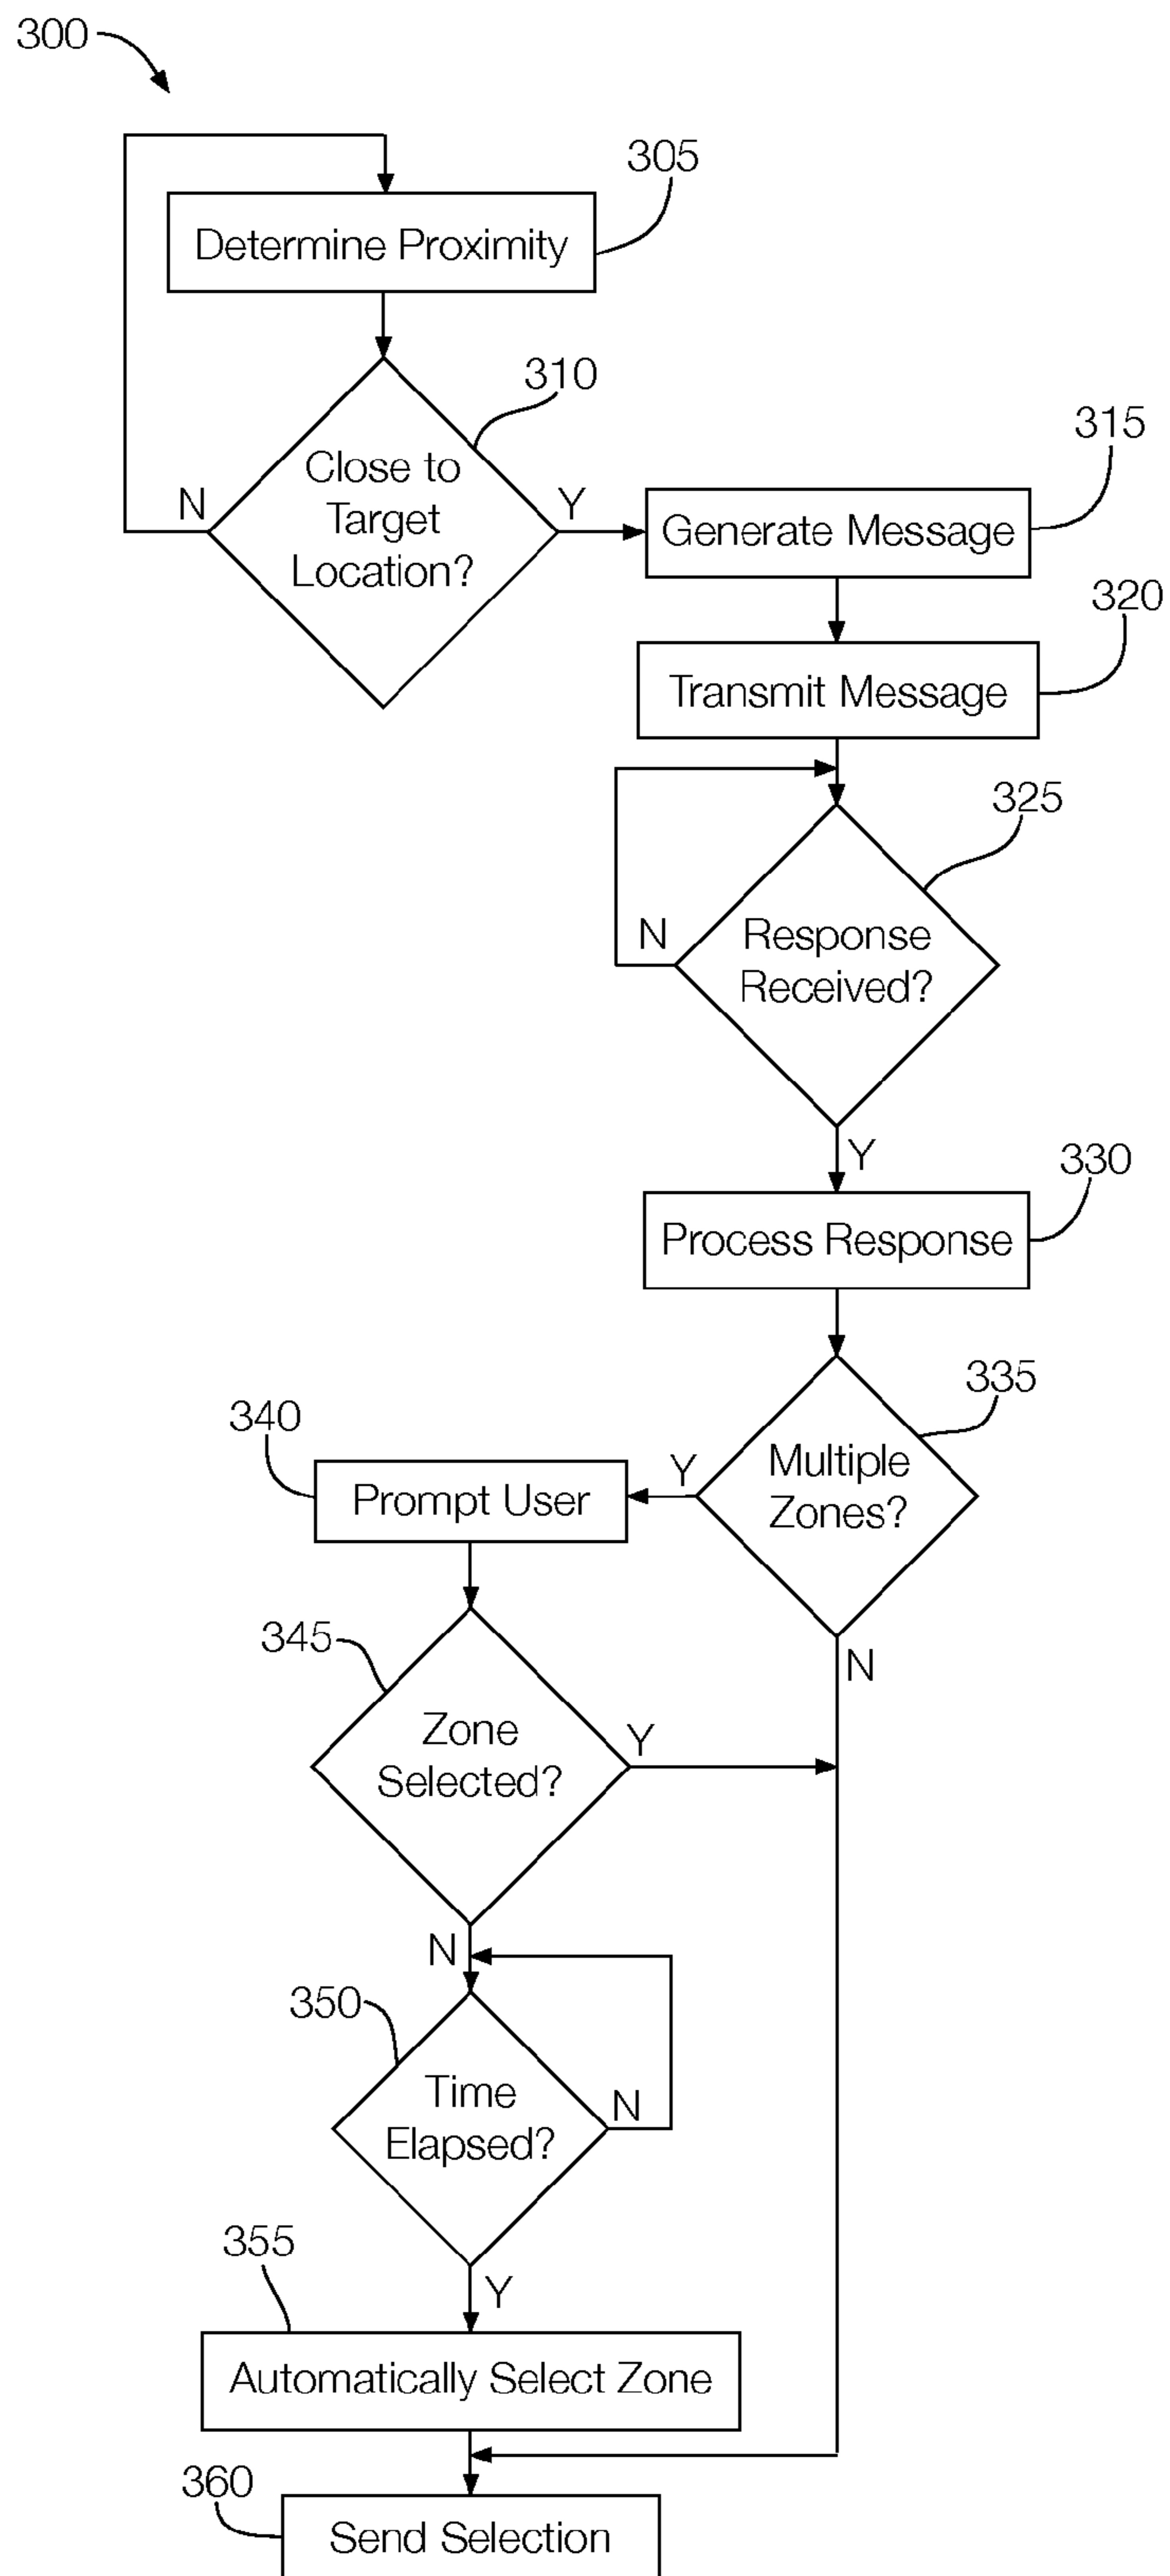 300
305
Determine Proximity
310
Close to
Target
Location?
N
Y
315
Generate Message
320
Transmit Message
325
Response
Received?
N
Y
330
Process Response
335
Multiple
Zones?
Y
N
340
Prompt User
345
Zone
Selected?
Y
N
350
Time
Elapsed?
N
Y
355
Automatically Select Zone
360
Send Selection